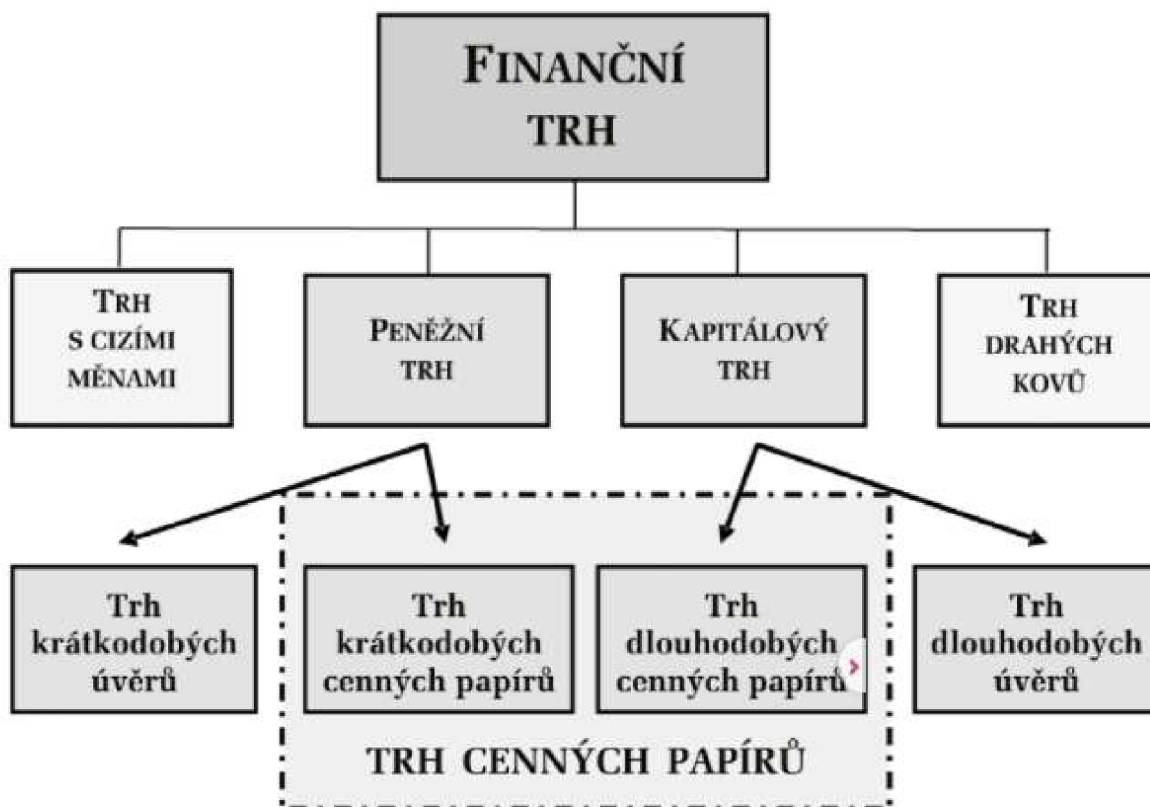 FINANČNÍ
TRH
TRH
S CIZÍMI
MĚNAMI
PENĚŽNÍ
TRH
KAPITÁLOVÝ
TRH
TRH
DRAHÝCH
KOVŮ
Trh
krátkodobých
úvěrů
Trh
krátkodobých
cenných papírů
Trh
dlouhodobých
cenných papírů
Trh
dlouhodobých
úvěrů
TRH CENNÝCH PAPÍRŮ